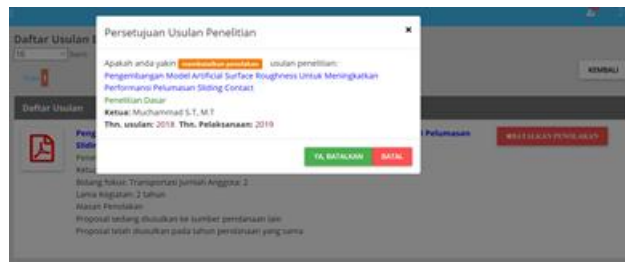 Daftar Usulan
Persetujuan Usulan Penelitian
×
Apakah anda yakin membatalkan penolakan usulan penelitian:
Pengembangan Model Artificial Surface Roughness Untuk Meningkatkan
Performansi Pelumasan Sliding Contact
Penelitian Dasar
Ketua: Muchammad S.T, M.T
Thn. usulan: 2018 Thn. Pelaksanaan: 2019
YA, BATALKAN
BATAL
KEMBALI
Daftar Usulan
Pelumasan
BATALKAN PENOLAKAN
Bidang fokus: Transportasi Jumlah Anggota: 2
Lama Kegiatan: 2 tahun
Alasan Penolakan
Proposal sedang diusulkan ke sumber pendanaan lain
Proposal telah diusulkan pada tahun pendanaan yang sama